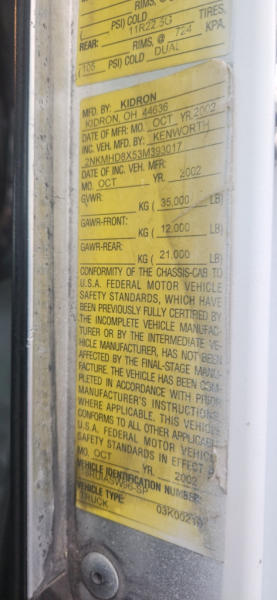 RIMS,
PSI) COLD TIRES,
11R22.5G
REAR: RIMS, @ 724 KPA,
(105 PSI) COLD DUAL
MFD. BY: KIDRON
KIDRON, OH 44636
DATE OF MFR: MO. OCT YR. 2002
INC. VEH. MFD. BY: KENWORTH
2NKMHD8X53M393017
DATE OF INC. VEH. MFR:
MO. OCT YR. 2002
GVWR:
KG ( 35,000 LB)
GAWR-FRONT:
KG ( 12,000 LB)
GAWR-REAR:
KG ( 21,000 LB)
CONFORMITY OF THE CHASSIS-CAB TO
U.S.A. FEDERAL MOTOR VEHICLE
SAFETY STANDARDS, WHICH HAVE
BEEN PREVIOUSLY FULLY CERTIFIED BY
THE INCOMPLETE VEHICLE MANUFAC-
TURER OR BY THE INTERMEDIATE VE-
HICLE MANUFACTURER, HAS NOT BEEN
AFFECTED BY THE FINAL-STAGE MANU-
FACTURE. THE VEHICLE HAS BEEN COM-
PLETED IN ACCORDANCE WITH PRIOR
MANUFACTURER'S INSTRUCTIONS
WHERE APPLICABLE. THIS VEHICLE
CONFORMS TO ALL OTHER APPLICABLE
U.S.A. FEDERAL MOTOR VEHICLE
SAFETY STANDARDS IN EFFECT
MO. OCT YR. 2002
VEHICLE IDENTIFICATION NUMBER:
VEHICLE TYPE:
TRUCK